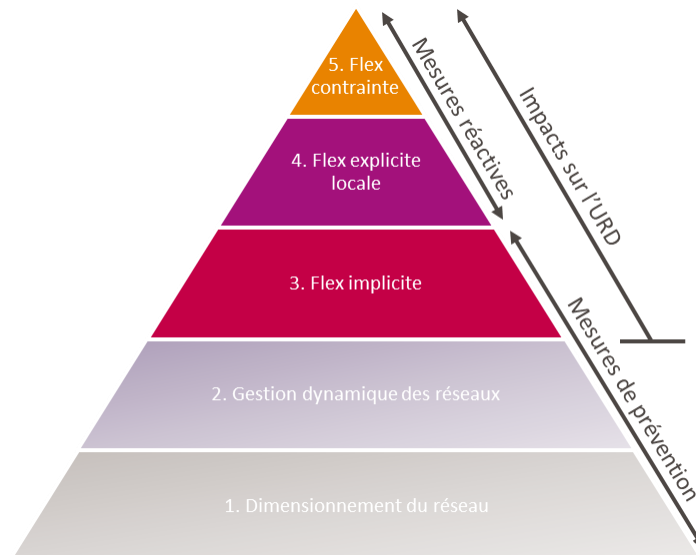 5. Flex
contrainte
4. Flex explicite
locale
3. Flex implicite
2. Gestion dynamique des réseaux
1. Dimensionnement du réseau
Mesures réactives
Impacts sur l'URD
Mesures de prévention